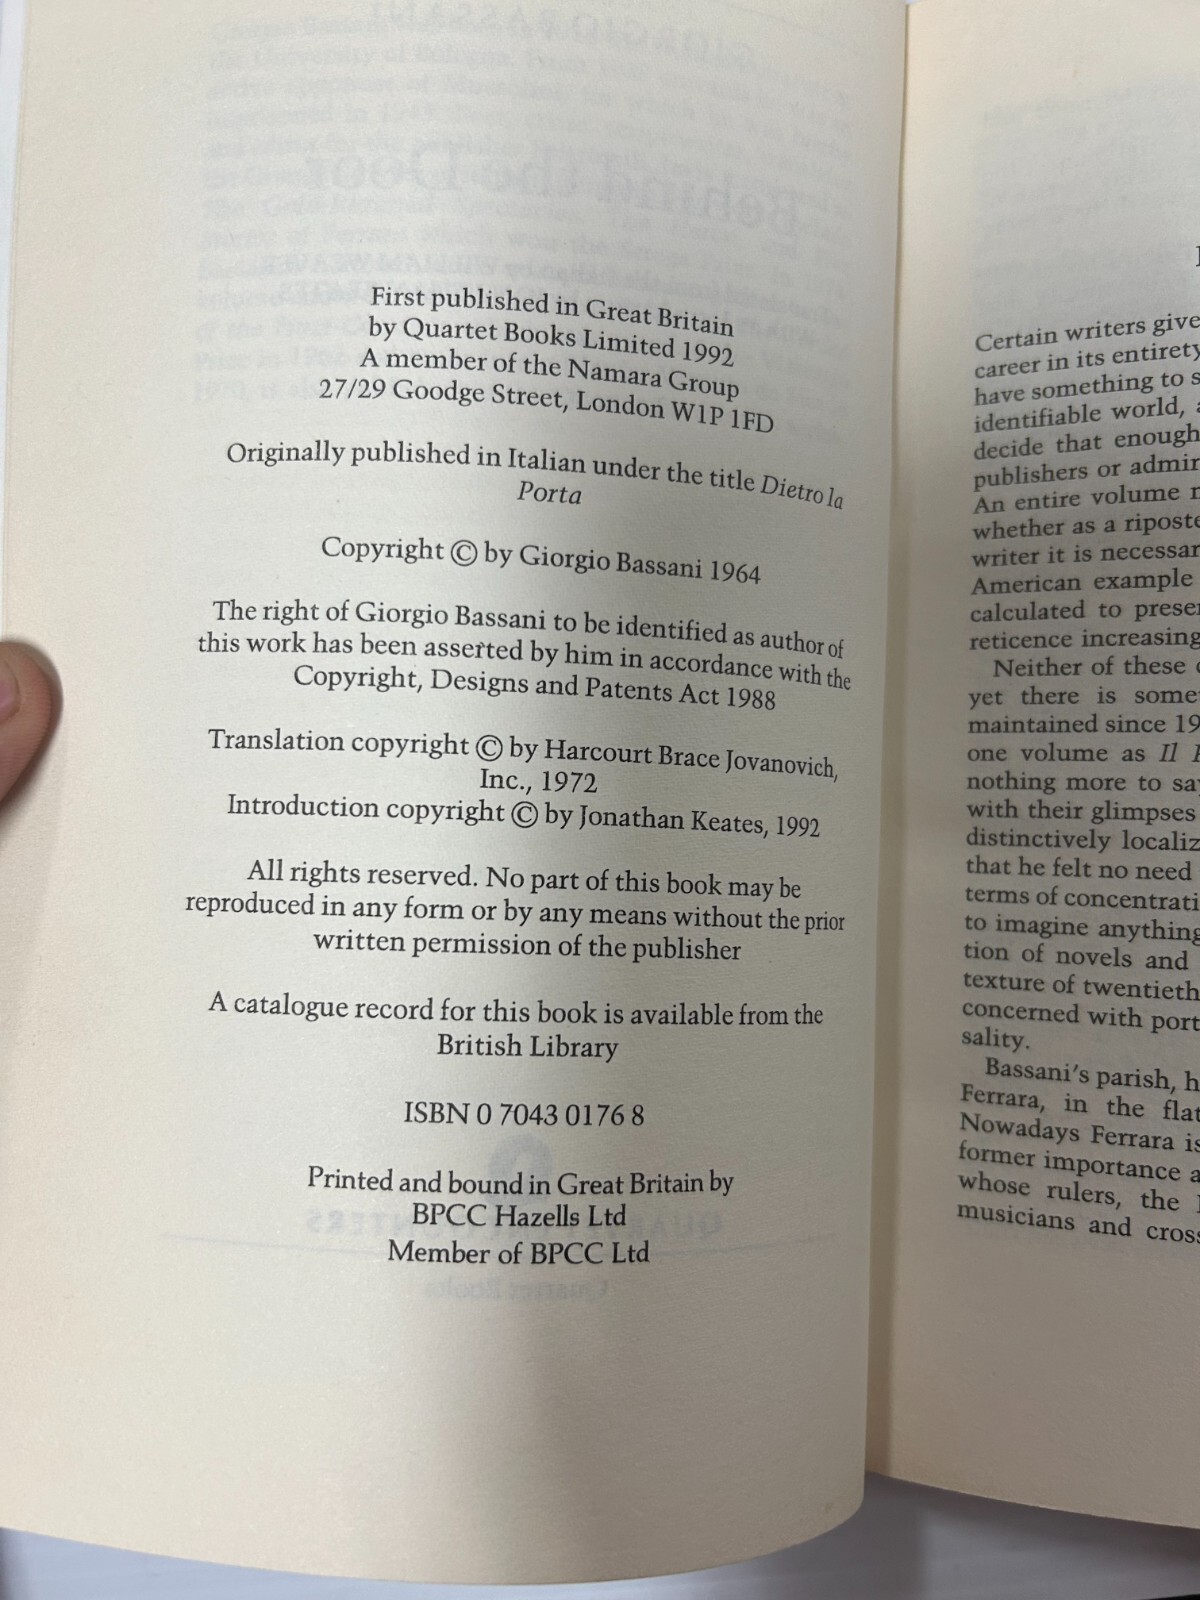 First published in Great Britain
by Quartet Books Limited 1992
A member of the Namara Group
27/29 Goodge Street, London W1P 1FD
Originally published in Italian under the title Dietro la
Porta
Copyright © by Giorgio Bassani 1964
The right of Giorgio Bassani to be identified as author of
this work has been asserted by him in accordance with the
Copyright, Designs and Patents Act 1988
Translation copyright © by Harcourt Brace Jovanovich,
Inc., 1972
Introduction copyright © by Jonathan Keates, 1992
All rights reserved. No part of this book may be
reproduced in any form or by any means without the prior
written permission of the publisher
A catalogue record for this book is available from the
British Library
ISBN 0 7043 0176 8
Printed and bound in Great Britain by
BPCC Hazells Ltd
Member of BPCC Ltd
Certain writers give
career in its entirety
have something to s
identifiable world, a
decide that enough
publishers or admir
An entire volume
whether as a riposte
writer it is necessar
American example
calculated to preser
reticence increasing
Neither of these
yet there is some
maintained since 19
one volume as Il
nothing more to say
with their glimpses
distinctively localiz
that he felt no need
terms of concentrati
to imagine anything
tion of novels and
texture of twentieth
concerned with port
sality.
Bassani's parish, h
Ferrara, in the flat
Nowadays Ferrara is
former importance a
whose rulers, the
musicians and cross